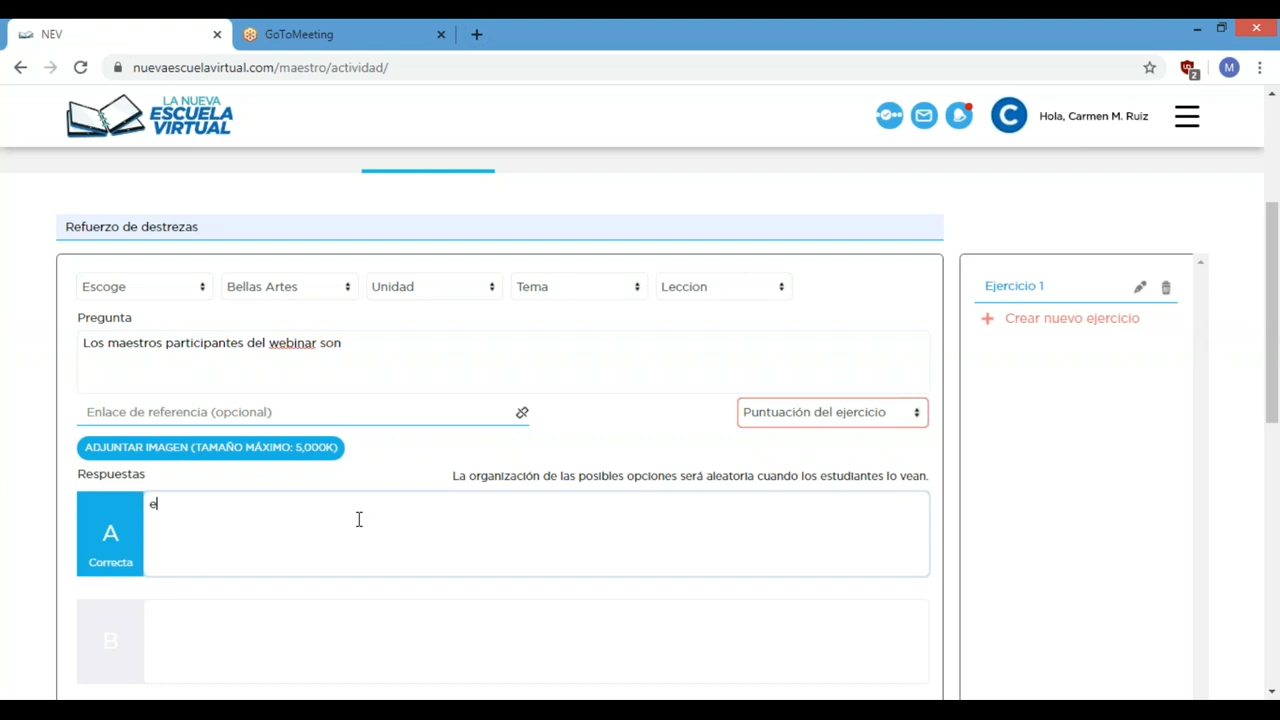 NEV
GoToMeeting
nuevaescuelavirtual.com/maestro/actividad/
2
M
LA NUEVA
ESCUELA
VIRTUAL
C
Hola, Carmen M. Ruiz
Refuerzo de destrezas
Escoge
Bellas Artes
Unidad
Tema
Leccion
Pregunta
Los maestros participantes del webinar son
Enlace de referencia (opcional)
Puntuación del ejercicio
ADJUNTAR IMAGEN (TAMAÑO MÁXIMO: 5,000K)
Respuestas
La organización de las posibles opciones será aleatoria cuando los estudiantes lo vean.
A
Correcta
e
B
Ejercicio 1
+ Crear nuevo ejercicio